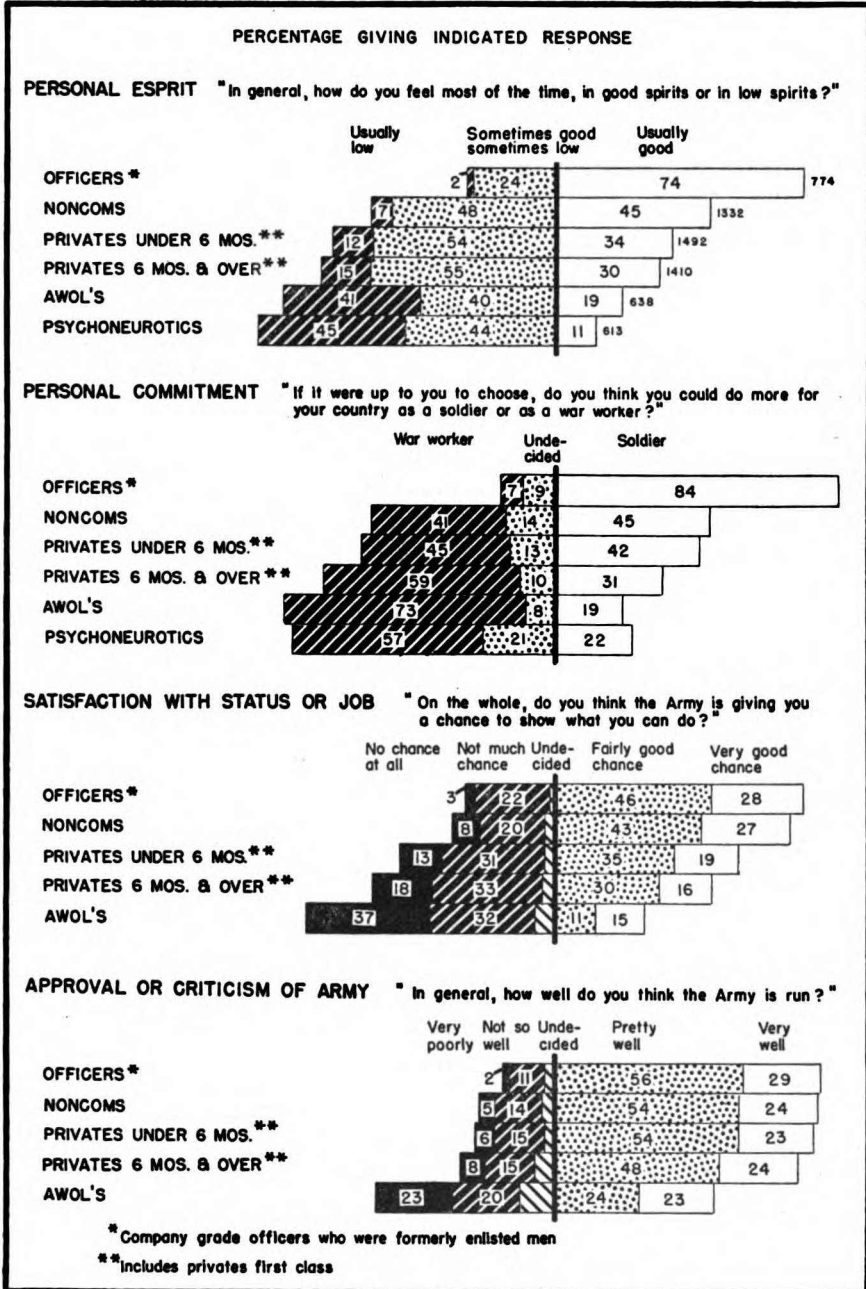 PERCENTAGE GIVING INDICATED RESPONSE
PERSONAL ESPRIT "In general, how do you feel most of the time, in good spirits or in low spirits?"
Usually low Sometimes good sometimes low Usually good
OFFICERS* 2 24 74 774
NONCOMS 7 48 45 1332
PRIVATES UNDER 6 MOS.** 12 54 34 1492
PRIVATES 6 MOS. & OVER** 15 55 30 1410
AWOL'S 41 40 19 638
PSYCHONEUROTICS 45 44 11 613
PERSONAL COMMITMENT "If it were up to you to choose, do you think you could do more for
your country as a soldier or as a war worker?"
War worker Unde-cided Soldier
OFFICERS* 7 9 84
NONCOMS 41 14 45
PRIVATES UNDER 6 MOS.** 45 13 42
PRIVATES 6 MOS. & OVER** 59 10 31
AWOL'S 73 8 19
PSYCHONEUROTICS 57 21 22
SATISFACTION WITH STATUS OR JOB "On the whole, do you think the Army is giving you
a chance to show what you can do?"
No chance at all Not much chance Unde-cided Fairly good chance Very good chance
OFFICERS* 3 22 46 28
NONCOMS 8 20 43 27
PRIVATES UNDER 6 MOS.** 13 31 35 19
PRIVATES 6 MOS. & OVER** 18 33 30 16
AWOL'S 37 32 11 15
APPROVAL OR CRITICISM OF ARMY "In general, how well do you think the Army is run?"
Very poorly Not so well Unde-cided Pretty well Very well
OFFICERS* 2 11 56 29
NONCOMS 5 14 54 24
PRIVATES UNDER 6 MOS.** 6 15 54 23
PRIVATES 6 MOS. & OVER** 8 15 48 24
AWOL'S 23 20 24 23
*Company grade officers who were formerly enlisted men
**Includes privates first class